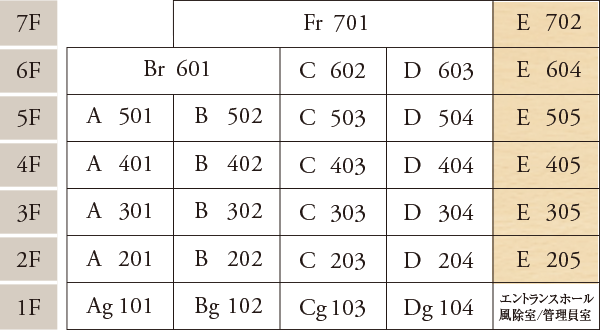 7F Fr 701 E 702
6F Br 601 C 602 D 603 E 604
5F A 501 B 502 C 503 D 504 E 505
4F A 401 B 402 C 403 D 404 E 405
3F A 301 B 302 C 303 D 304 E 305
2F A 201 B 202 C 203 D 204 E 205
1F Ag 101 Bg 102 Cg 103 Dg 104 エントランスホール
風除室/管理員室